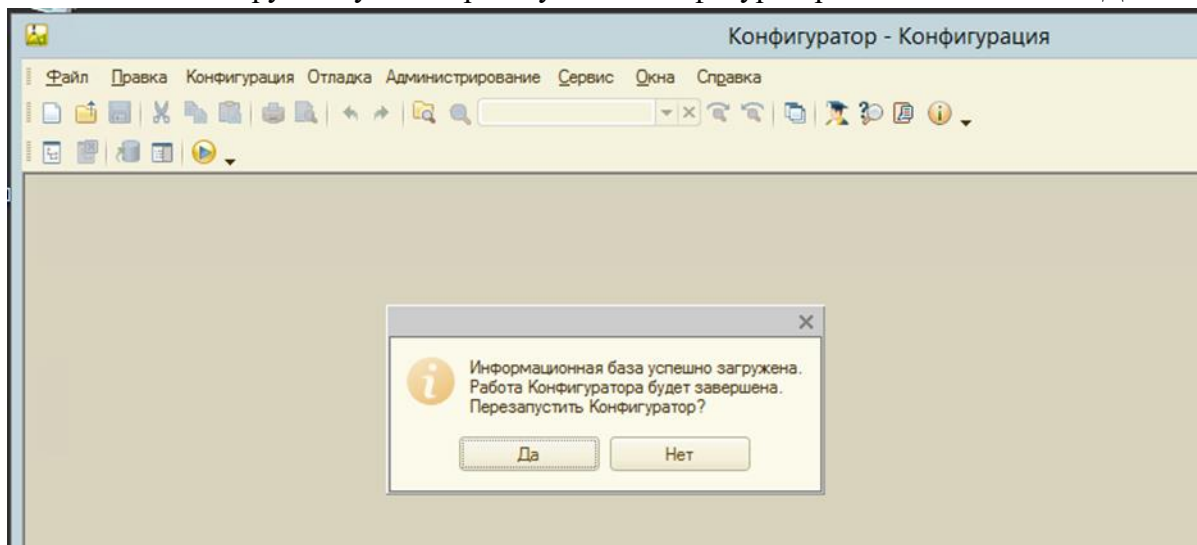 Конфигуратор - Конфигурация
Файл Правка Конфигурация Отладка Администрирование Сервис Окна Справка
Информационная база успешно загружена.
Работа Конфигуратора будет завершена.
Перезапустить Конфигуратор?
Да Нет